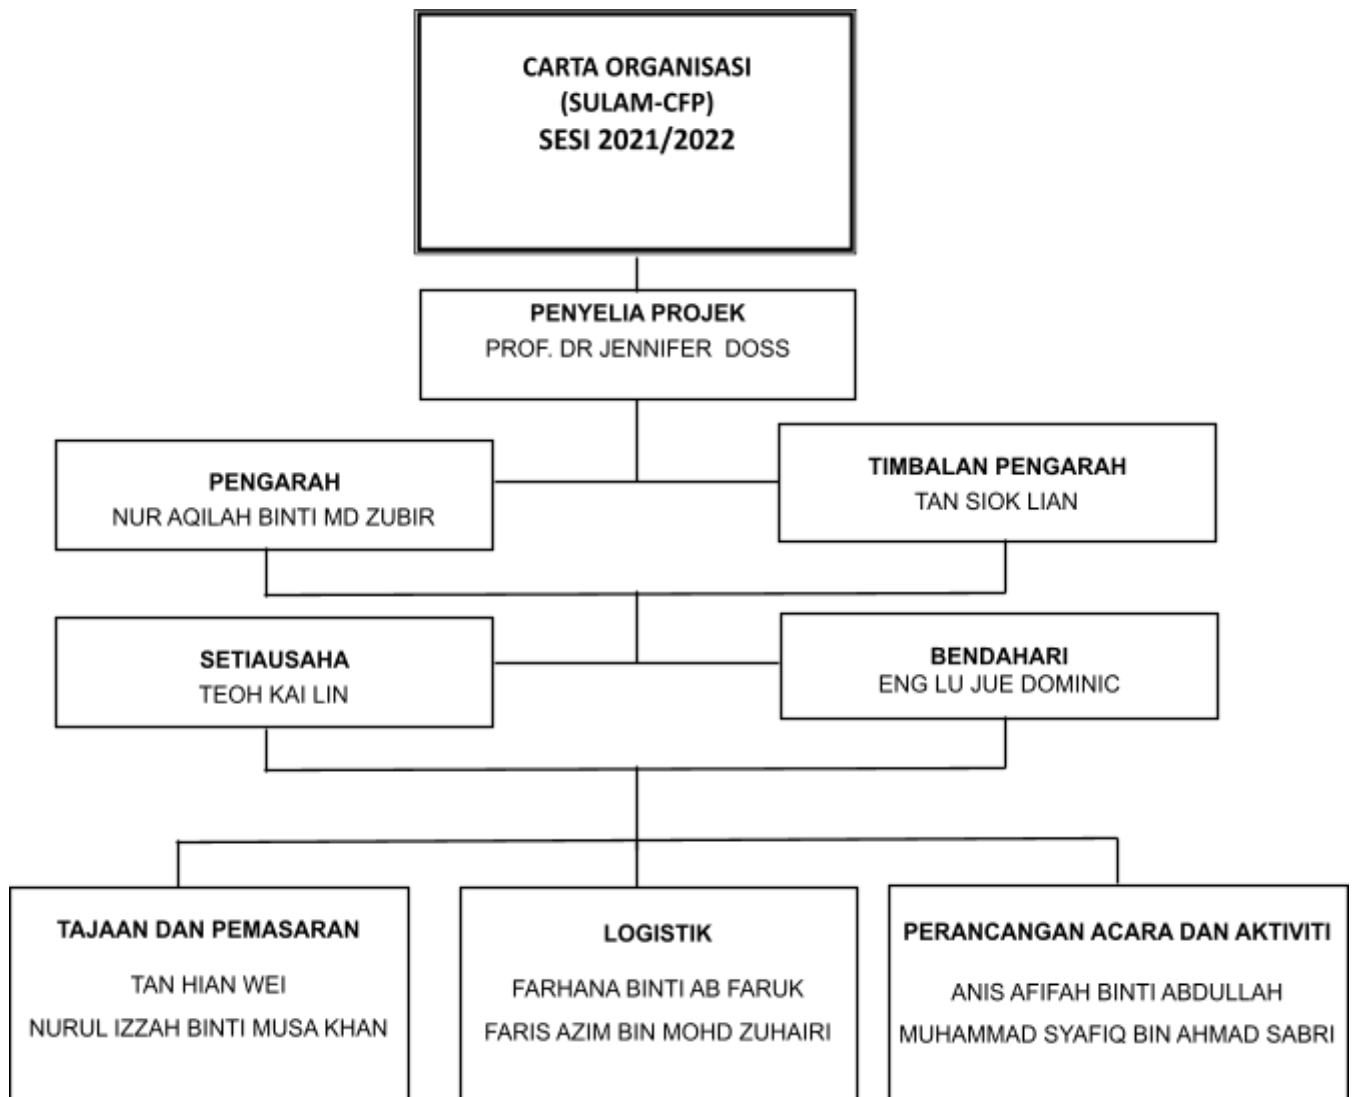 CARTA ORGANISASI
(SULAM-CFP)
SESI 2021/2022
PENYELIA PROJEK
PROF. DR JENNIFER DOSS
PENGARAH
NUR AQILAH BINTI MD ZUBIR
TIMBALAN PENGARAH
TAN SIOK LIAN
SETIAUSAHA
TEOH KAI LIN
BENDAHARI
ENG LU JUE DOMINIC
TAJAAN DAN PEMASARAN
TAN HIAN WEI
NURUL IZZAH BINTI MUSA KHAN
LOGISTIK
FARHANA BINTI AB FARUK
FARIS AZIM BIN MOHD ZUHAIRI
PERANCANGAN ACARA DAN AKTIVITI
ANIS AFIFAH BINTI ABDULLAH
MUHAMMAD SYAFIQ BIN AHMAD SABRI